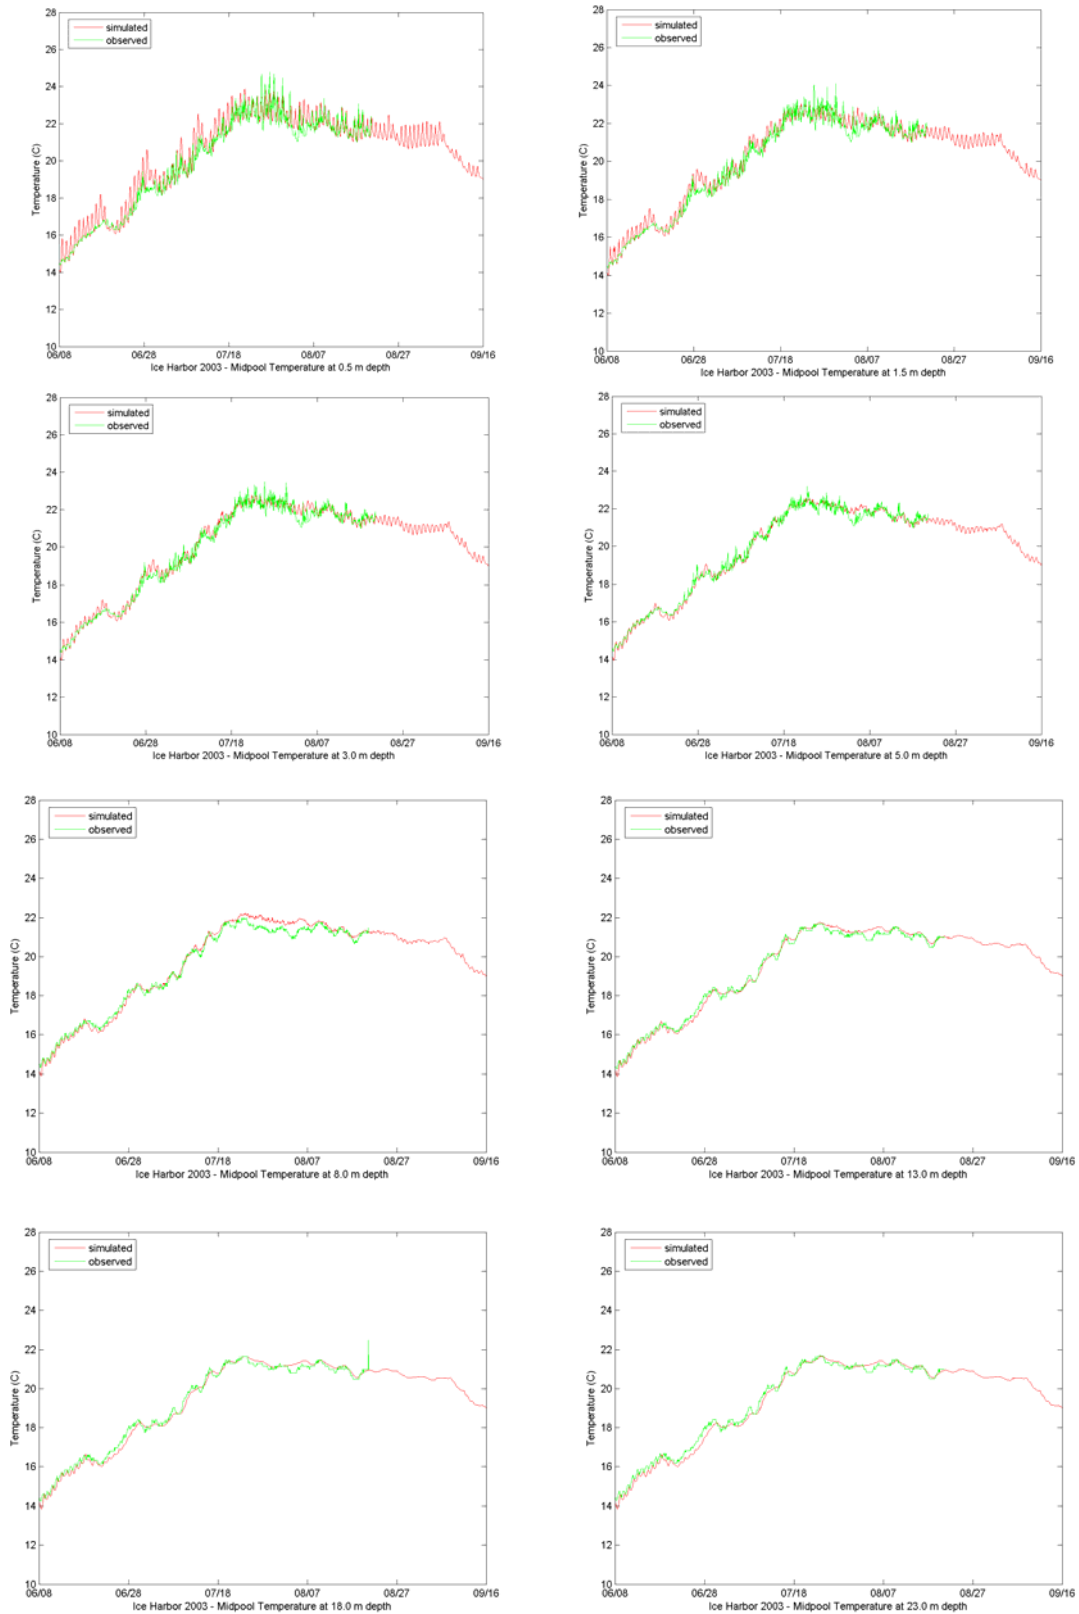 28
26
24
22
20
18
16
14
12
10
Temperature (C)
simulated
observed
06/08 06/28 07/18 08/07 08/27 09/16
Ice Harbor 2003 - Midpool Temperature at 0.5 m depth
28
26
24
22
20
18
16
14
12
10
Temperature (C)
simulated
observed
06/08 06/28 07/18 08/07 08/27 09/16
Ice Harbor 2003 - Midpool Temperature at 1.5 m depth
28
26
24
22
20
18
16
14
12
10
Temperature (C)
simulated
observed
06/08 06/28 07/18 08/07 08/27 09/16
Ice Harbor 2003 - Midpool Temperature at 3.0 m depth
28
26
24
22
20
18
16
14
12
10
Temperature (C)
simulated
observed
06/08 06/28 07/18 08/07 08/27 09/16
Ice Harbor 2003 - Midpool Temperature at 5.0 m depth
28
26
24
22
20
18
16
14
12
10
Temperature (C)
simulated
observed
06/08 06/28 07/18 08/07 08/27 09/16
Ice Harbor 2003 - Midpool Temperature at 8.0 m depth
28
26
24
22
20
18
16
14
12
10
Temperature (C)
simulated
observed
06/08 06/28 07/18 08/07 08/27 09/16
Ice Harbor 2003 - Midpool Temperature at 13.0 m depth
28
26
24
22
20
18
16
14
12
10
Temperature (C)
simulated
observed
06/08 06/28 07/18 08/07 08/27 09/16
Ice Harbor 2003 - Midpool Temperature at 18.0 m depth
28
26
24
22
20
18
16
14
12
10
Temperature (C)
simulated
observed
06/08 06/28 07/18 08/07 08/27 09/16
Ice Harbor 2003 - Midpool Temperature at 23.0 m depth